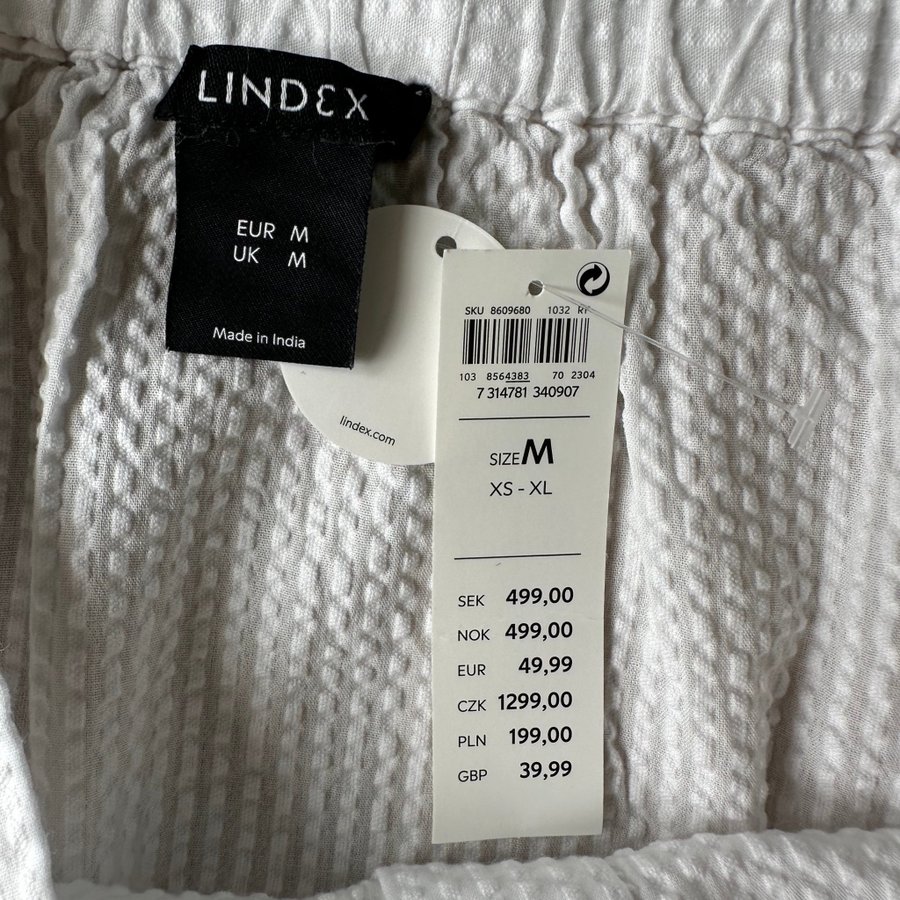 LINDEX
EUR M
UK M
Made in India
lindex.com
SKU 8609680 1032
103 8564383 70 2304
7 314781 340907
SIZE M
XS - XL
SEK 499,00
NOK 499,00
EUR 49,99
CZK 1299,00
PLN 199,00
GBP 39,99